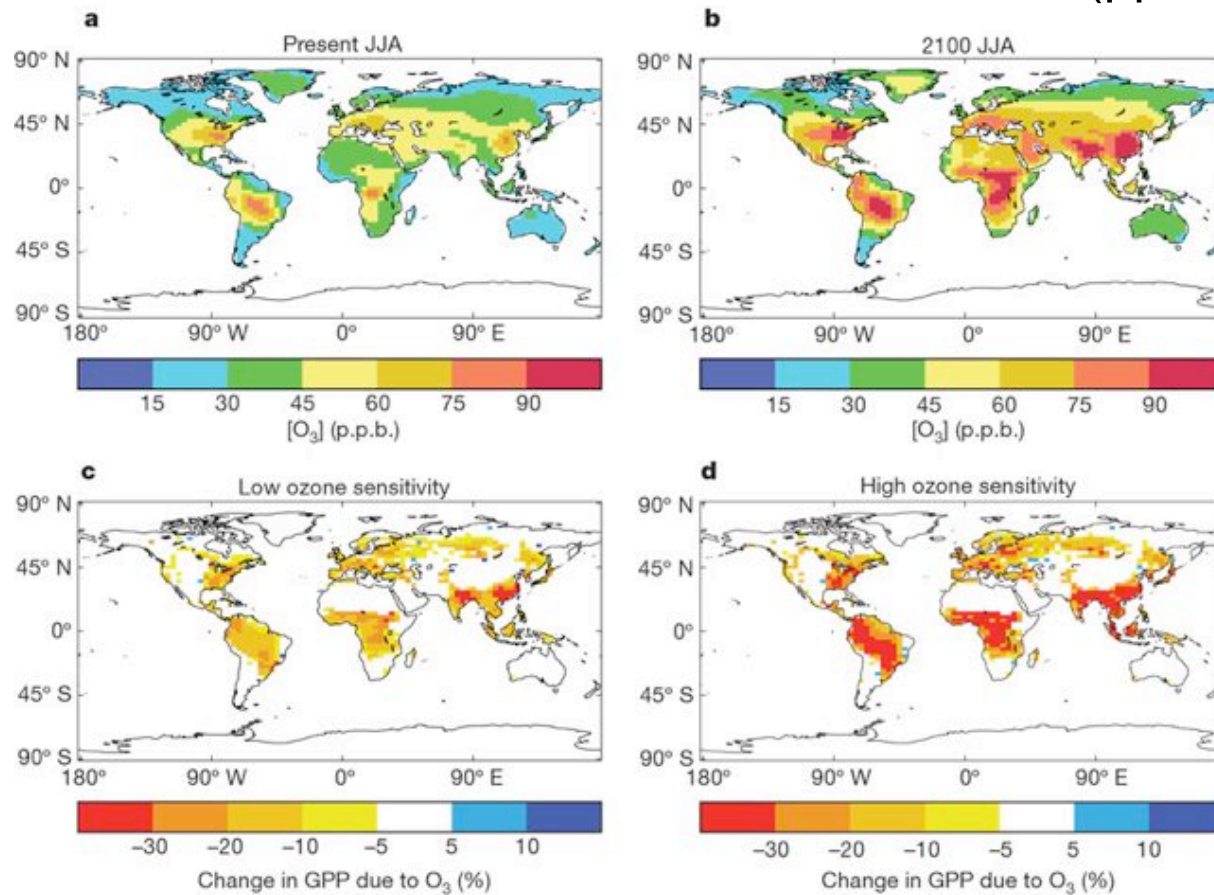 a
Present JJA
90° N
45° N
0°
45° S
90° S
180° 90° W 0° 90° E
15 30 45 60 75 90
[O₃] (p.p.b.)
b
2100 JJA
90° N
45° N
0°
45° S
90° S
180° 90° W 0° 90° E
15 30 45 60 75 90
[O₃] (p.p.b.)
c
Low ozone sensitivity
90° N
45° N
0°
45° S
90° S
180° 90° W 0° 90° E
–30 –20 –10 –5 5 10
Change in GPP due to O₃ (%)
d
High ozone sensitivity
90° N
45° N
0°
45° S
90° S
180° 90° W 0° 90° E
–30 –20 –10 –5 5 10
Change in GPP due to O₃ (%)